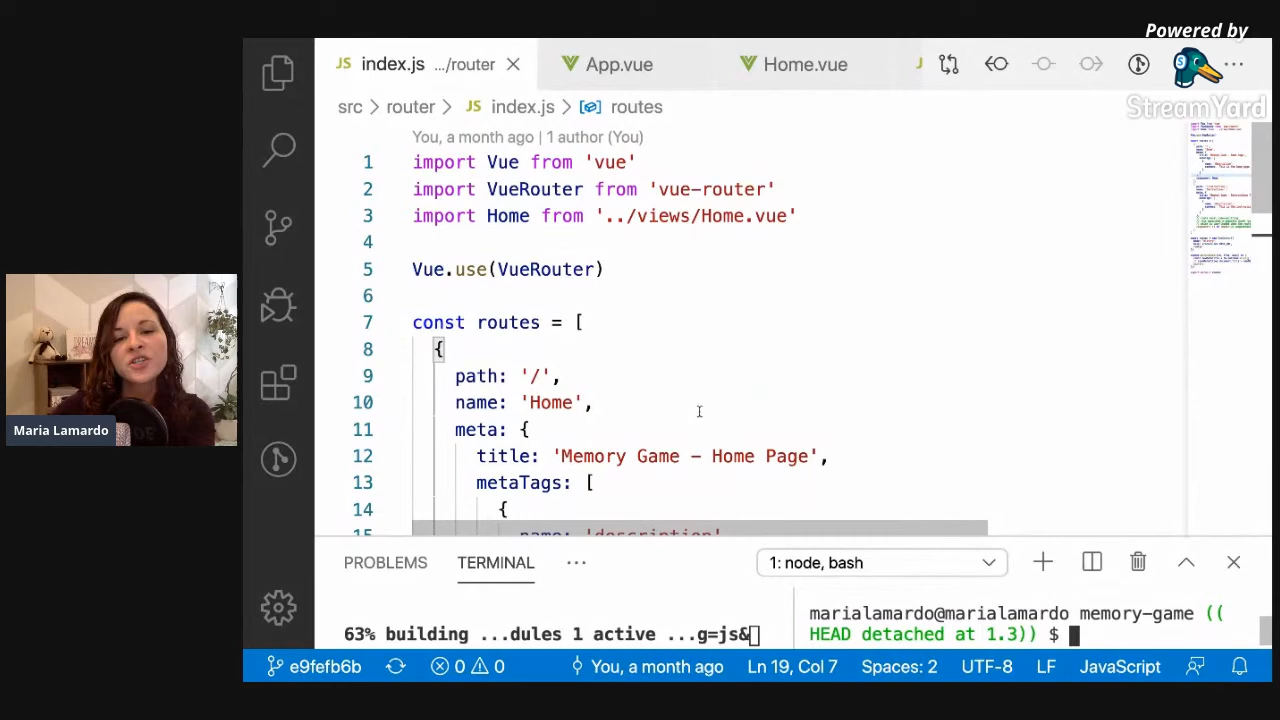 Powered by
StreamYard
JS index.js .../router
App.vue
Home.vue
src > router > JS index.js > routes
You, a month ago | 1 author (You)
1 import Vue from 'vue'
2 import VueRouter from 'vue-router'
3 import Home from '../views/Home.vue'
4
5 Vue.use(VueRouter)
6
7 const routes = [
8 {
9 path: '/',
10 name: 'Home',
11 meta: {
12 title: 'Memory Game – Home Page',
13 metaTags: [
14 {
15 name: 'description'
Maria Lamardo
PROBLEMS TERMINAL ... 1: node, bash
63% building ...dules 1 active ...g=js&
marialamardo@marialamardo memory-game ((
HEAD detached at 1.3)) $
e9fefb6b 0 0 You, a month ago Ln 19, Col 7 Spaces: 2 UTF-8 LF JavaScript